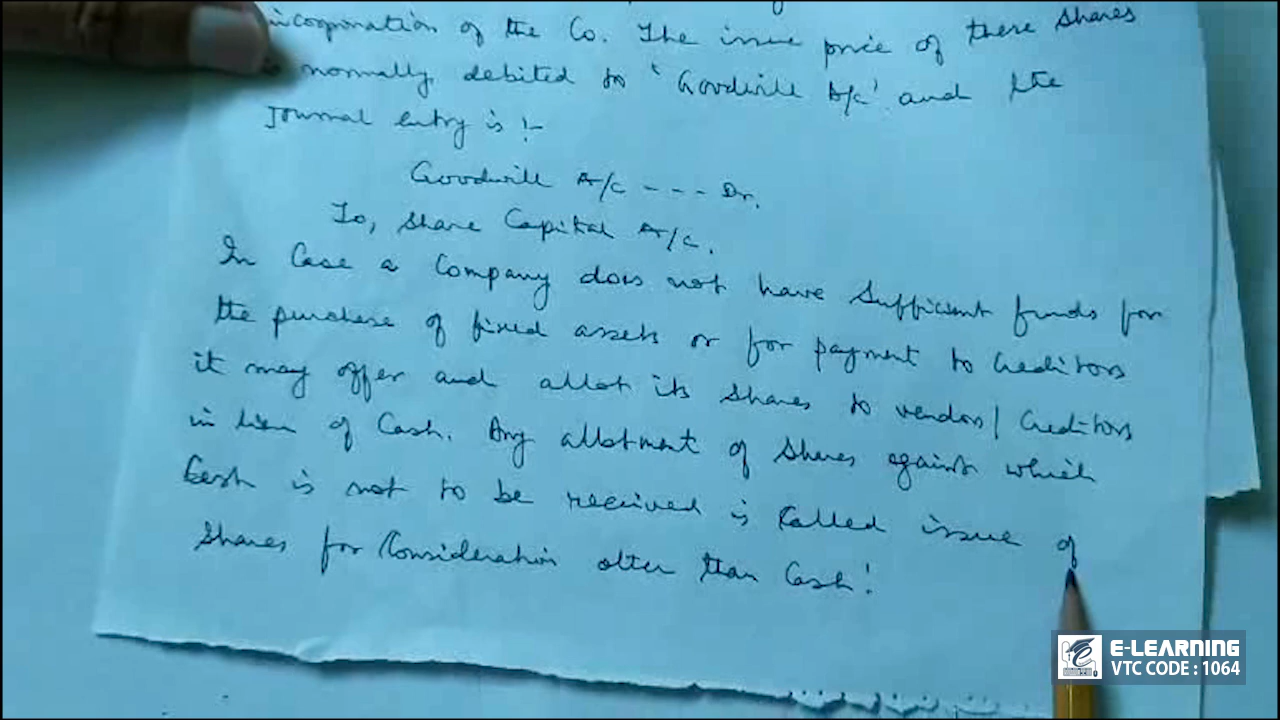 incorporation of the Co. The issue price of these shares
normally debited to 'Goodwill A/c' and the
Journal entry is :-
Goodwill A/c --- Dr.
To, Share Capital A/c.
In Case a Company does not have Sufficient funds for
the purchase of fixed assets or for payment to Creditors
it may offer and allot its shares to vendors/Creditors
in lieu of Cash. Any allotment of shares against which
Cash is not to be received is Called issue of
Shares for Consideration other than Cash!
E-LEARNING
VTC CODE : 1064